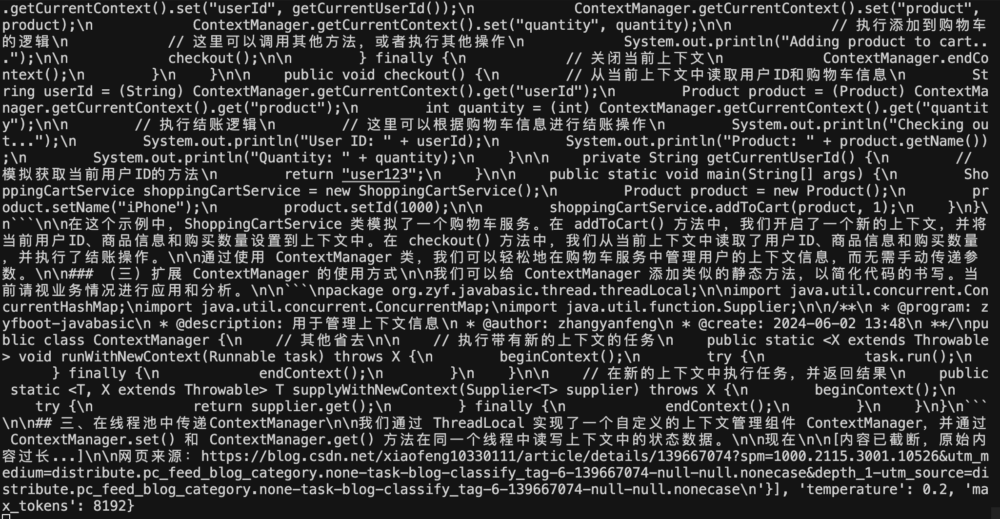 .getCurrentContext().set("userId", getCurrentUserId());\n            ContextManager.getCurrentContext().set("product",
product);\n            ContextManager.getCurrentContext().set("quantity", quantity);\n\n            // 执行添加到购物车
的逻辑\n            // 这里可以调用其他方法，或者执行其他操作\n            System.out.println("Adding product to cart..
.");\n\n            checkout();\n\n        } finally {\n            // 关闭当前上下文\n            ContextManager.endCo
ntext();\n        }\n    }\n\n    public void checkout() {\n        // 从当前上下文中读取用户ID和购物车信息\n        St
ring userId = (String) ContextManager.getCurrentContext().get("userId");\n        Product product = (Product) ContextMa
nager.getCurrentContext().get("product");\n        int quantity = (int) ContextManager.getCurrentContext().get("quantit
y");\n\n        // 执行结账逻辑\n        // 这里可以根据购物车信息进行结账操作\n        System.out.println("Checking ou
t...");\n        System.out.println("User ID: " + userId);\n        System.out.println("Product: " + product.getName())
;\n        System.out.println("Quantity: " + quantity);\n    }\n\n    private String getCurrentUserId() {\n        //
模拟获取当前用户ID的方法\n        return "user123";\n    }\n\n    public static void main(String[] args) {\n        Sho
ppingCartService shoppingCartService = new ShoppingCartService();\n        Product product = new Product();\n        pr
oduct.setName("iPhone");\n        product.setId(1000);\n\n        shoppingCartService.addToCart(product, 1);\n    }\n}\
n```\n\n在这个示例中，ShoppingCartService 类模拟了一个购物车服务。在 addToCart() 方法中，我们开启了一个新的上下文，并将
当前用户ID、商品信息和购买数量设置到上下文中。在 checkout() 方法中，我们从当前上下文中读取了用户ID、商品信息和购买数量
，并执行了结账操作。\n\n通过使用 ContextManager 类，我们可以轻松地在购物车服务中管理用户的上下文信息，而无需手动传递参
数。\n\n### （三）扩展 ContextManager 的使用方式\n\n我们可以给 ContextManager 添加类似的静态方法，以简化代码的书写。当
前请视业务情况进行应用和分析。\n\n```\npackage org.zyf.javabasic.thread.threadLocal;\n\nimport java.util.concurrent.Con
currentHashMap;\nimport java.util.concurrent.ConcurrentMap;\nimport java.util.function.Supplier;\n\n/**\n * @program: z
yfboot-javabasic\n * @description: 用于管理上下文信息\n * @author: zhangyanfeng\n * @create: 2024-06-02 13:48\n **/\npu
blic class ContextManager {\n    // 其他省去\n\n    // 执行带有新的上下文的任务\n    public static <X extends Throwable
> void runWithNewContext(Runnable task) throws X {\n        beginContext();\n        try {\n            task.run();\n
      } finally {\n            endContext();\n        }\n    }\n\n    // 在新的上下文中执行任务，并返回结果\n    public
 static <T, X extends Throwable> T supplyWithNewContext(Supplier<T> supplier) throws X {\n        beginContext();\n
    try {\n            return supplier.get();\n        } finally {\n            endContext();\n        }\n    }\n}\n```
\n\n## 三、在线程池中传递ContextManager\n\n我们通过 ThreadLocal 实现了一个自定义的上下文管理组件 ContextManager，并通过
 ContextManager.set() 和 ContextManager.get() 方法在同一个线程中读写上下文中的状态数据。\n\n现在\n\n[内容已截断，原始内
容过长...]\n\n网页来源：https://blog.csdn.net/xiaofeng10330111/article/details/139667074?spm=1000.2115.3001.10526&utm_m
edium=distribute.pc_feed_blog_category.none-task-blog-classify_tag-6-139667074-null-null.nonecase&depth_1-utm_source=di
stribute.pc_feed_blog_category.none-task-blog-classify_tag-6-139667074-null-null.nonecase\n'}], 'temperature': 0.2, 'ma
x_tokens': 8192}